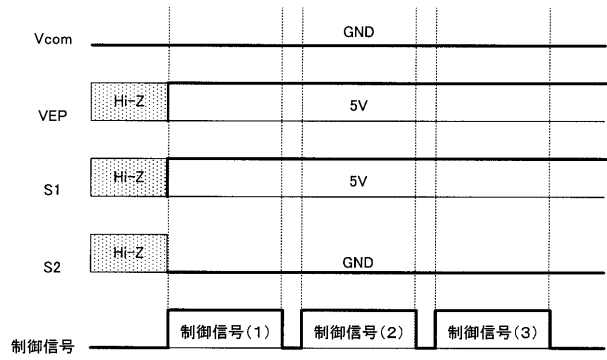 Vcom
GND
Hi-Z
VEP
5V
Hi-Z
S1
5V
Hi-Z
S2
GND
制御信号
制御信号(1)
制御信号(2)
制御信号(3)